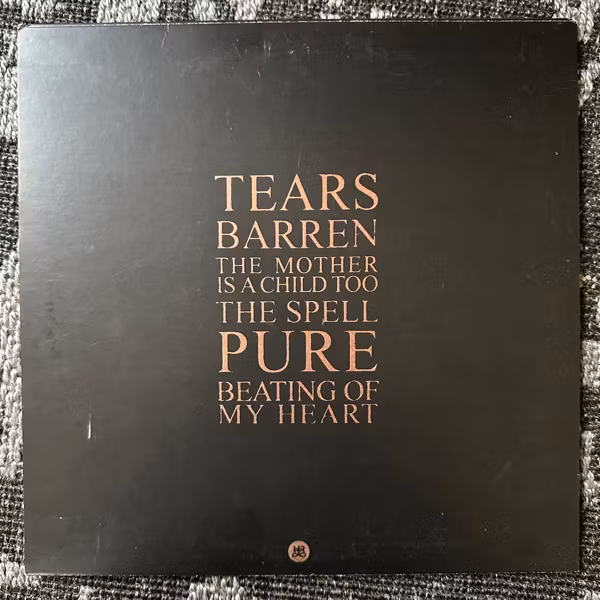 TEARS
BARREN
THE MOTHER
IS A CHILD TOO
THE SPELL
PURE
BEATING OF
MY HEART